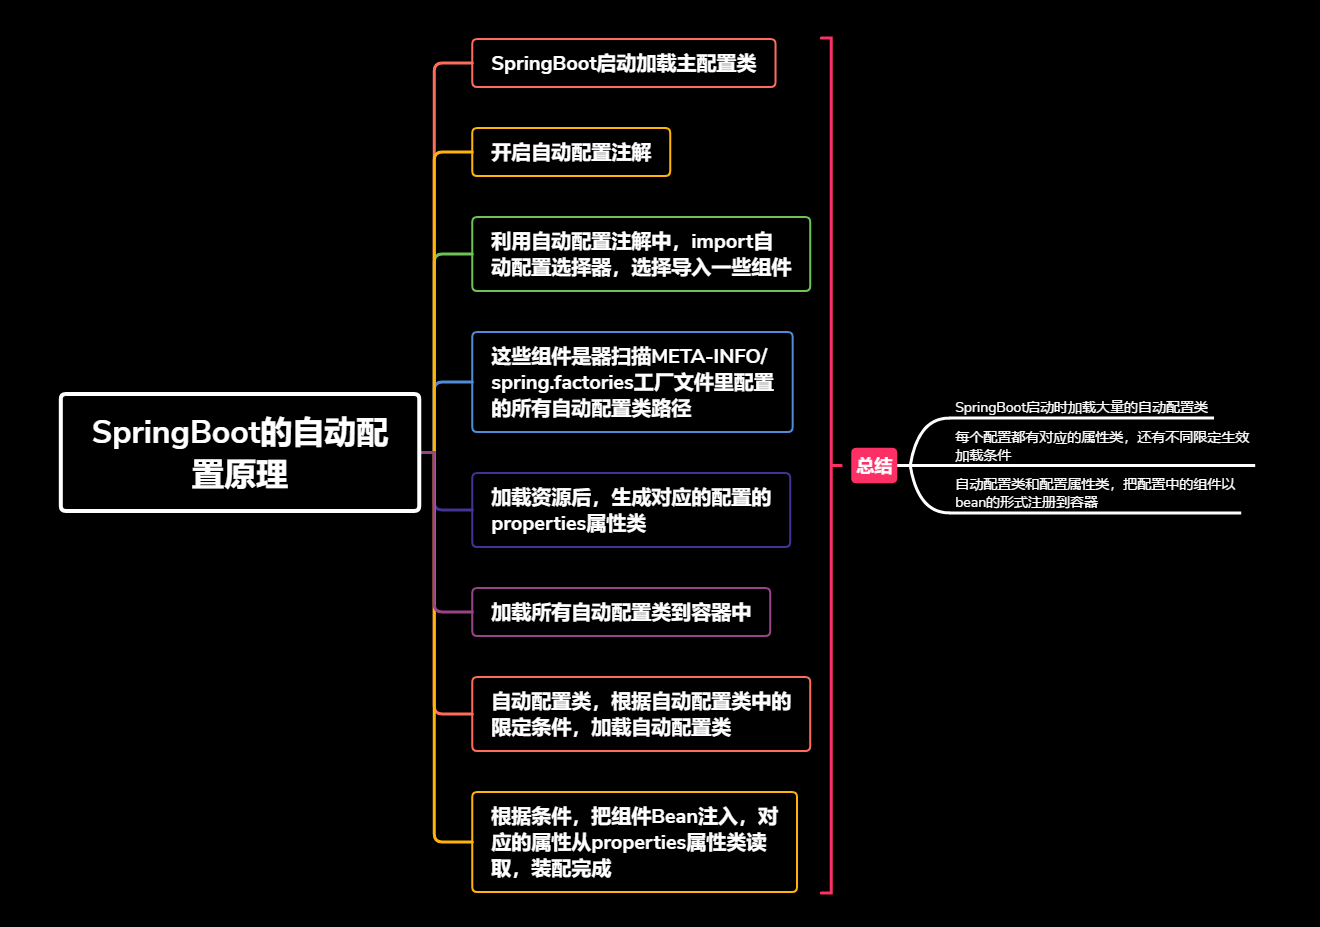 SpringBoot的自动配
置原理
SpringBoot启动加载主配置类
开启自动配置注解
利用自动配置注解中，import自
动配置选择器，选择导入一些组件
这些组件是器扫描META-INFO/
spring.factories工厂文件里配置
的所有自动配置类路径
加载资源后，生成对应的配置的
properties属性类
加载所有自动配置类到容器中
自动配置类，根据自动配置类中的
限定条件，加载自动配置类
根据条件，把组件Bean注入，对
应的属性从properties属性类读
取，装配完成
总结
SpringBoot启动时加载大量的自动配置类
每个配置都有对应的属性类，还有不同限定生效
加载条件
自动配置类和配置属性类，把配置中的组件以
bean的形式注册到容器